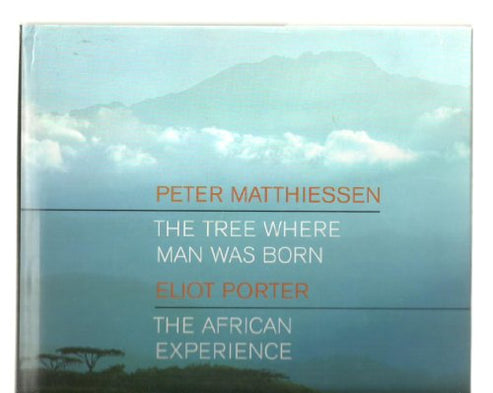 PETER MATTHIESSEN
THE TREE WHERE
MAN WAS BORN
ELIOT PORTER
THE AFRICAN
EXPERIENCE